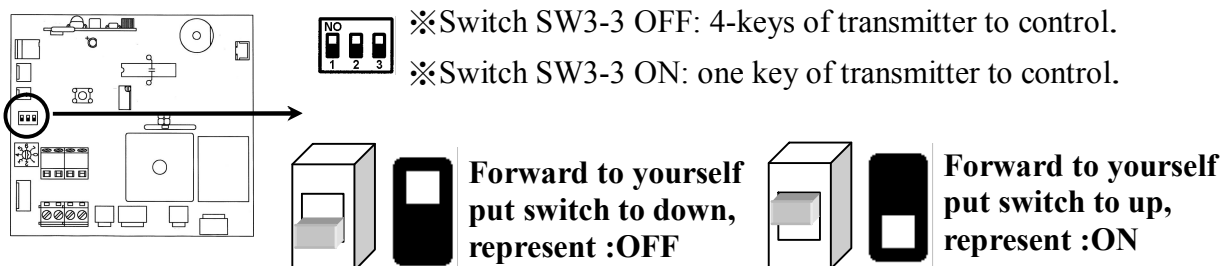 ※Switch SW3-3 OFF: 4-keys of transmitter to control.
NO
1 2 3
※Switch SW3-3 ON: one key of transmitter to control.
Forward to yourself
put switch to down,
represent :OFF
Forward to yourself
put switch to up,
represent :ON